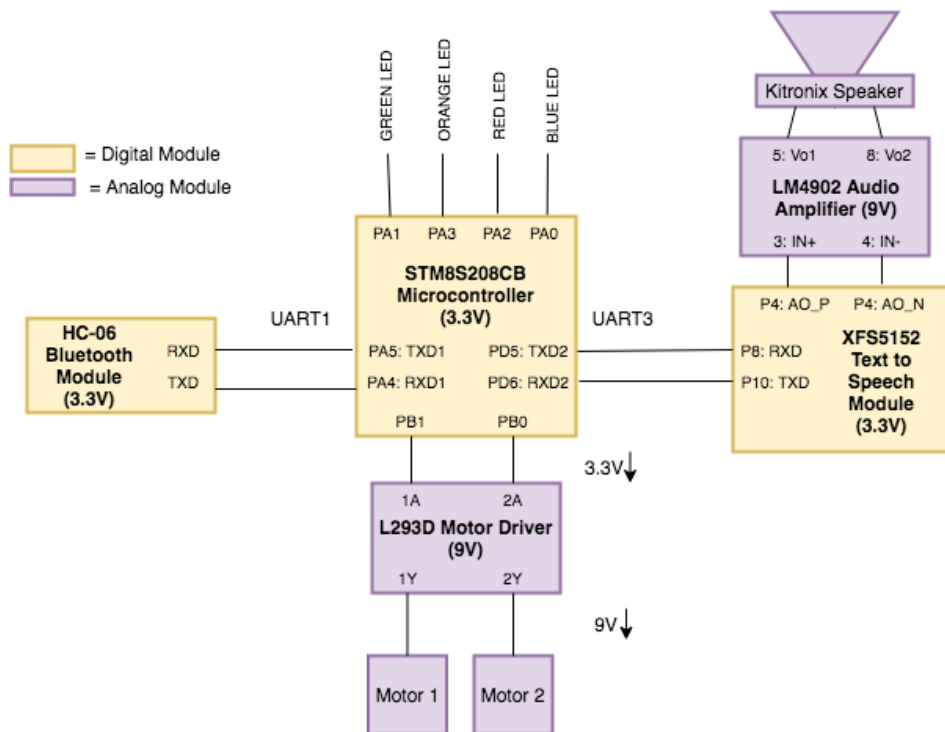 GREEN LED
ORANGE LED
RED LED
BLUE LED
Kitronix Speaker
= Digital Module
= Analog Module
5: Vo1 8: Vo2
LM4902 Audio
Amplifier (9V)
3: IN+ 4: IN-
PA1 PA3 PA2 PA0
STM8S208CB
Microcontroller
(3.3V)
UART1
UART3
PA5: TXD1 PD5: TXD2
PA4: RXD1 PD6: RXD2
PB1 PB0
HC-06
Bluetooth
Module
(3.3V)
RXD
TXD
P4: AO_P P4: AO_N
XFS5152
Text to
Speech
Module
(3.3V)
P8: RXD
P10: TXD
3.3V
1A 2A
L293D Motor Driver
(9V)
1Y 2Y
9V
Motor 1
Motor 2